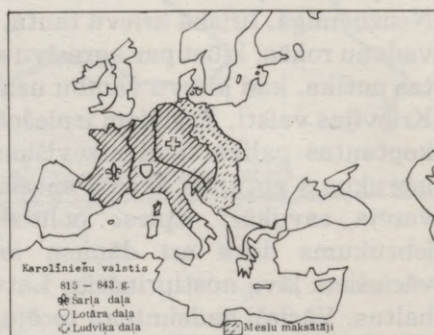 Karolīniešu valstis
815 – 843. g.
Šarļa daļa
Lotāra daļa
Ludviķa daļa
Meslu maksātāji